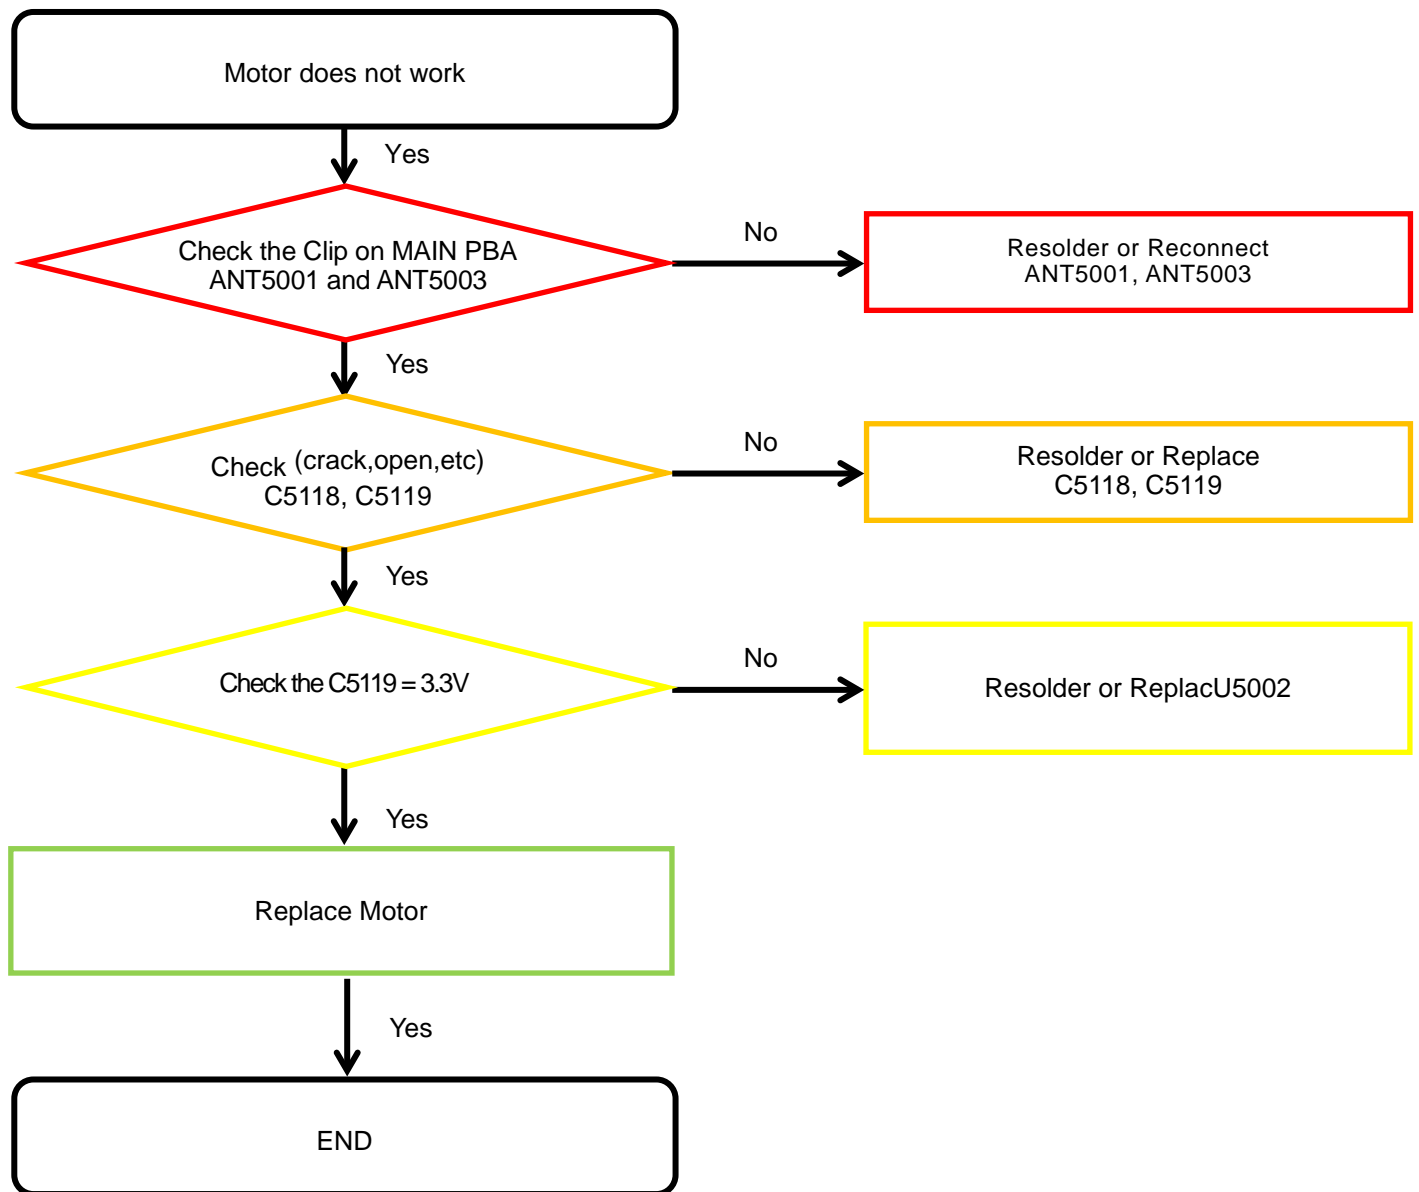 Motor does not work
Yes
Check the Clip on MAIN PBA
ANT5001 and ANT5003
No
Resolder or Reconnect
ANT5001, ANT5003
Yes
Check (crack,open,etc)
C5118, C5119
No
Resolder or Replace
C5118, C5119
Yes
Check the C5119 = 3.3V
No
Resolder or ReplacU5002
Yes
Replace Motor
Yes
END